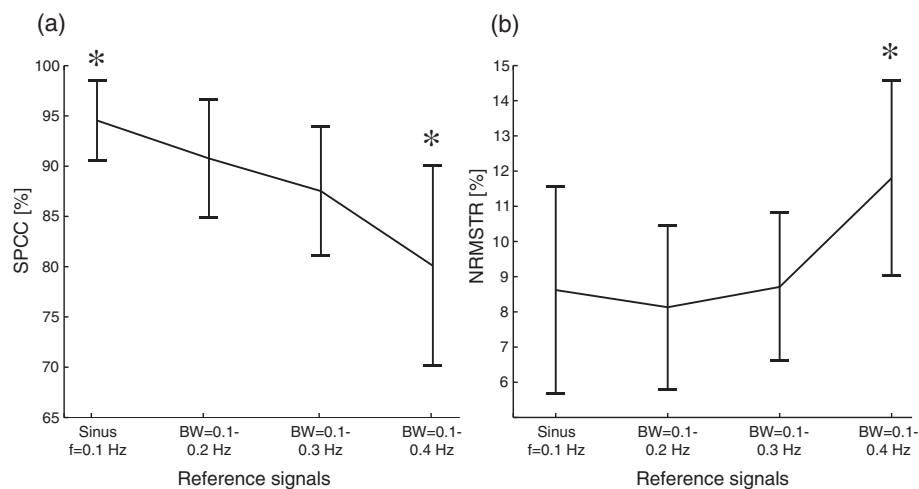 (a)
*
*
100
95
90
85
80
75
70
65
SPCC [%]
Sinus
f=0.1 Hz
BW=0.1-
0.2 Hz
BW=0.1-
0.3 Hz
BW=0.1-
0.4 Hz
Reference signals
(b)
*
15
14
13
12
11
10
9
8
7
6
NRMSTR [%]
Sinus
f=0.1 Hz
BW=0.1-
0.2 Hz
BW=0.1-
0.3 Hz
BW=0.1-
0.4 Hz
Reference signals